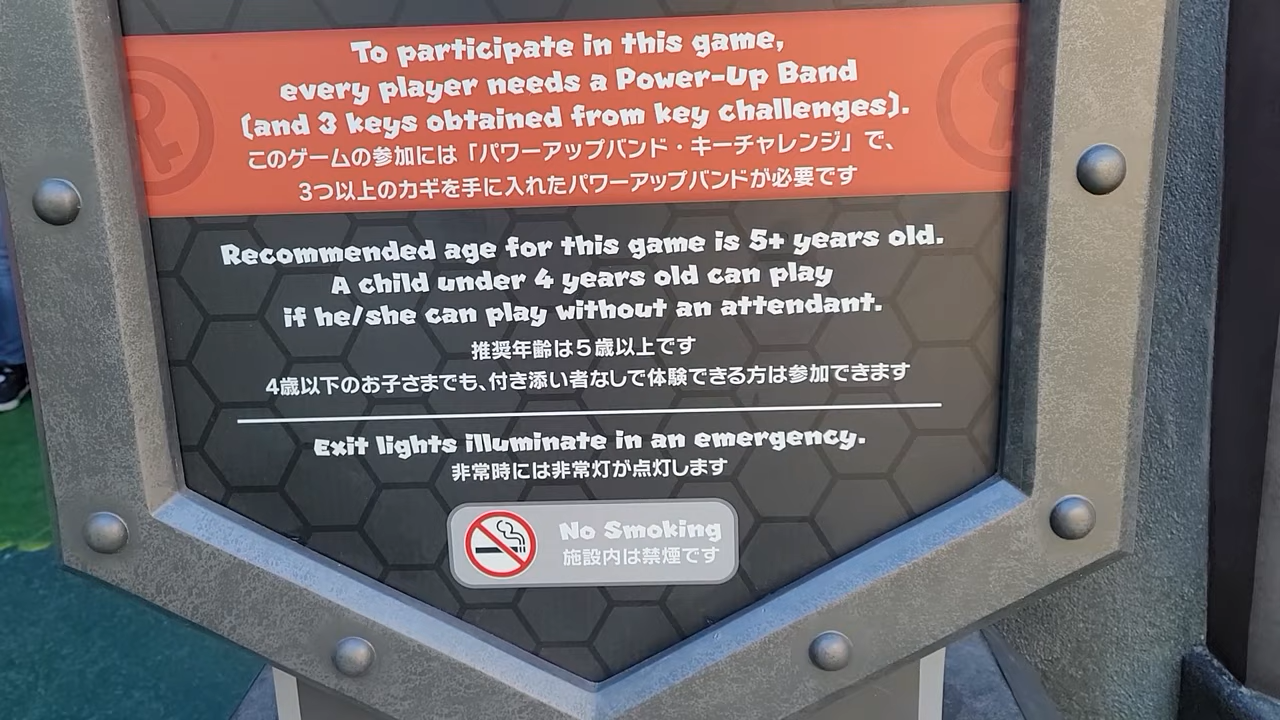 To participate in this game,
every player needs a Power-Up Band
(and 3 keys obtained from key challenges).
このゲームの参加には「パワーアップバンド・キーチャレンジ」で、
3つ以上のカギを手に入れたパワーアップバンドが必要です
Recommended age for this game is 5+ years old.
A child under 4 years old can play
if he/she can play without an attendant.
推奨年齢は5歳以上です
4歳以下のお子さまでも、付き添い者なしで体験できる方は参加できます
Exit lights illuminate in an emergency.
非常時には非常灯が点灯します
No Smoking
施設内は禁煙です